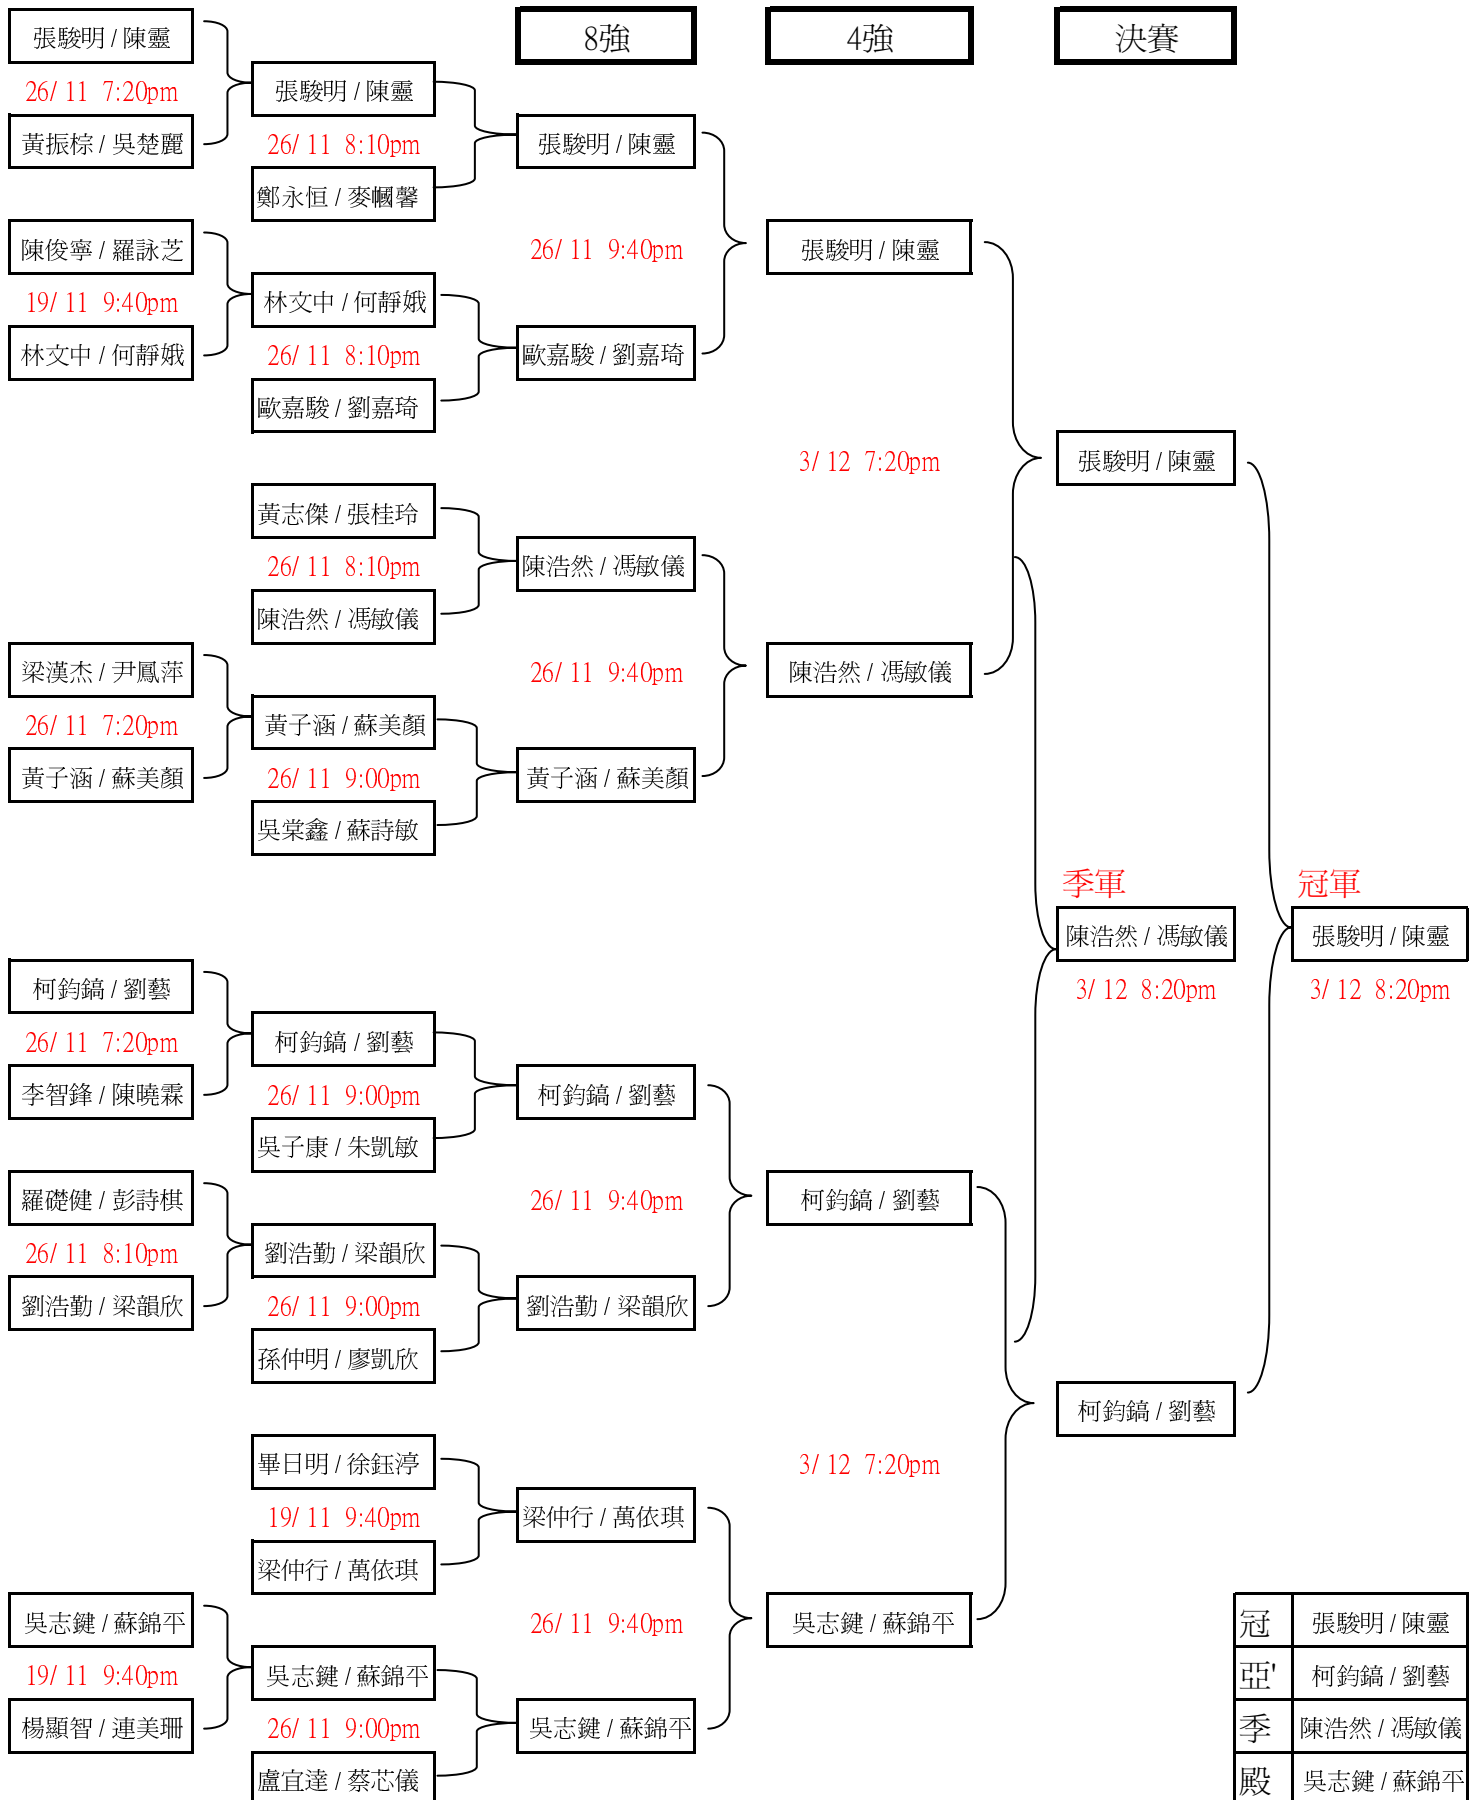 8強
4強
決賽
張駿明 / 陳靈
26/ 11 7:20pm
黃振棕 / 吳楚麗
陳俊寧 / 羅詠芝
19/ 11 9:40pm
林文中 / 何靜娥
梁漢杰 / 尹鳳萍
26/ 11 7:20pm
黃子涵 / 蘇美顏
柯鈞鎬 / 劉藝
26/ 11 7:20pm
李智鋒 / 陳曉霖
羅礎健 / 彭詩棋
26/ 11 8:10pm
劉浩勤 / 梁韻欣
吳志鍵 / 蘇錦平
19/ 11 9:40pm
楊顯智 / 連美珊
張駿明 / 陳靈
26/ 11 8:10pm
鄭永恒 / 麥幗馨
林文中 / 何靜娥
26/ 11 8:10pm
歐嘉駿 / 劉嘉琦
黃志傑 / 張桂玲
26/ 11 8:10pm
陳浩然 / 馮敏儀
黃子涵 / 蘇美顏
26/ 11 9:00pm
吳棠鑫 / 蘇詩敏
柯鈞鎬 / 劉藝
26/ 11 9:00pm
吳子康 / 朱凱敏
劉浩勤 / 梁韻欣
26/ 11 9:00pm
孫仲明 / 廖凱欣
畢日明 / 徐鈺渟
19/ 11 9:40pm
梁仲行 / 萬依琪
吳志鍵 / 蘇錦平
26/ 11 9:00pm
盧宜達 / 蔡芯儀
張駿明 / 陳靈
26/ 11 9:40pm
歐嘉駿 / 劉嘉琦
陳浩然 / 馮敏儀
26/ 11 9:40pm
黃子涵 / 蘇美顏
柯鈞鎬 / 劉藝
26/ 11 9:40pm
劉浩勤 / 梁韻欣
梁仲行 / 萬依琪
26/ 11 9:40pm
吳志鍵 / 蘇錦平
張駿明 / 陳靈
3/ 12 7:20pm
陳浩然 / 馮敏儀
柯鈞鎬 / 劉藝
3/ 12 7:20pm
吳志鍵 / 蘇錦平
張駿明 / 陳靈
季軍
陳浩然 / 馮敏儀
3/ 12 8:20pm
柯鈞鎬 / 劉藝
冠軍
張駿明 / 陳靈
3/ 12 8:20pm
冠 張駿明 / 陳靈
亞' 柯鈞鎬 / 劉藝
季 陳浩然 / 馮敏儀
殿 吳志鍵 / 蘇錦平